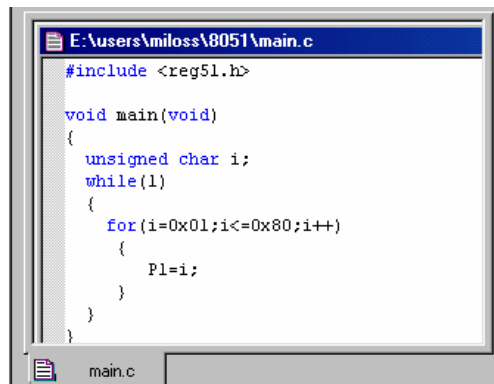 E:\users\miloss\8051\main.c
#include <reg51.h>
void main(void)
{
unsigned char i;
while(1)
{
for(i=0x01;i<=0x80;i++)
{
P1=i;
}
}
}
main.c